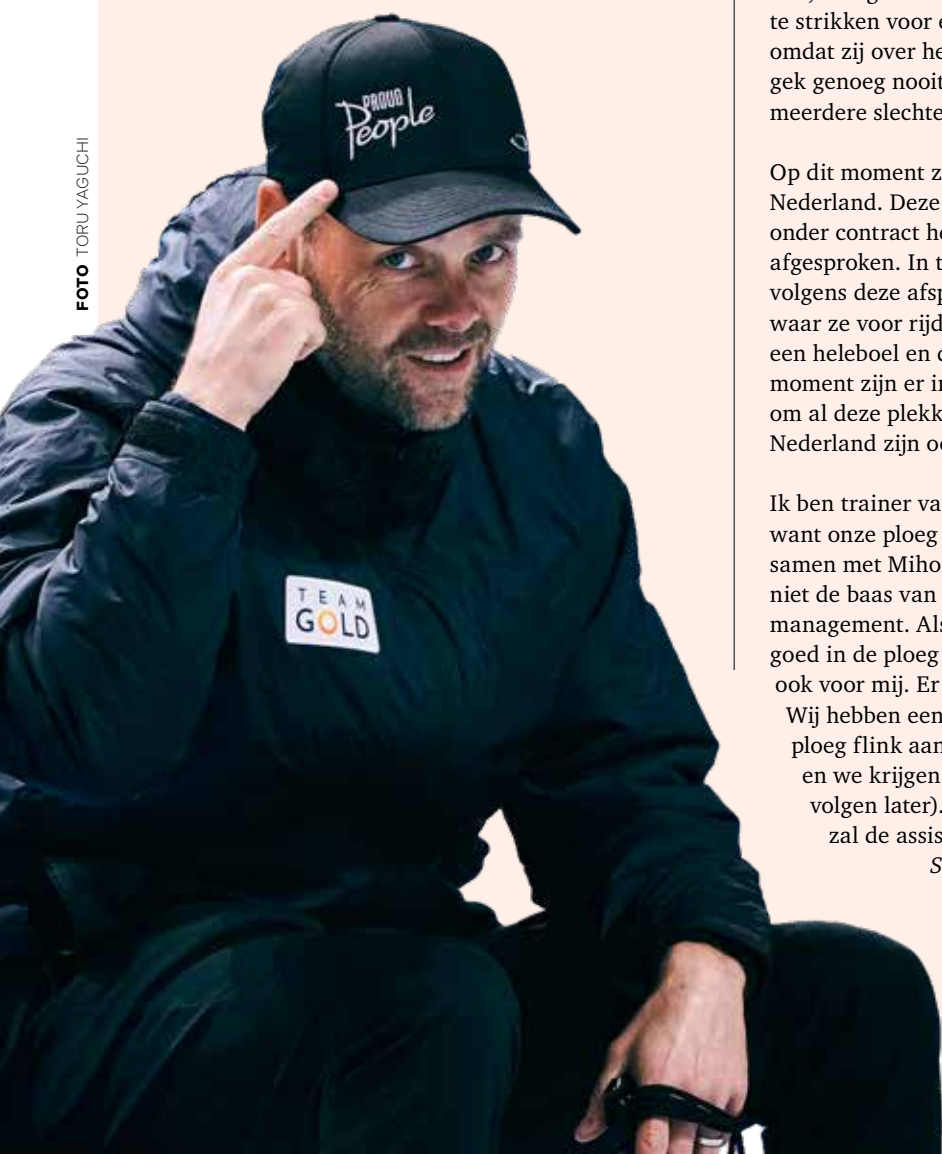 PROUD
People
TEAM
GOLD
FOTO TORU YAGUCHI
te strikken voor
omdat zij over he
gek genoeg nooit
meerdere slechte
Op dit moment z
Nederland. Deze
onder contract he
afgesproken. In t
volgens deze afsp
waar ze voor rijd
een heleboel en
moment zijn er in
om al deze plekk
Nederland zijn oo
Ik ben trainer va
want onze ploeg
samen met Miho
niet de baas van
management. Als
goed in de ploeg
ook voor mij. Er
Wij hebben een
ploeg flink aan
en we krijgen
volgen later).
zal de assis
S